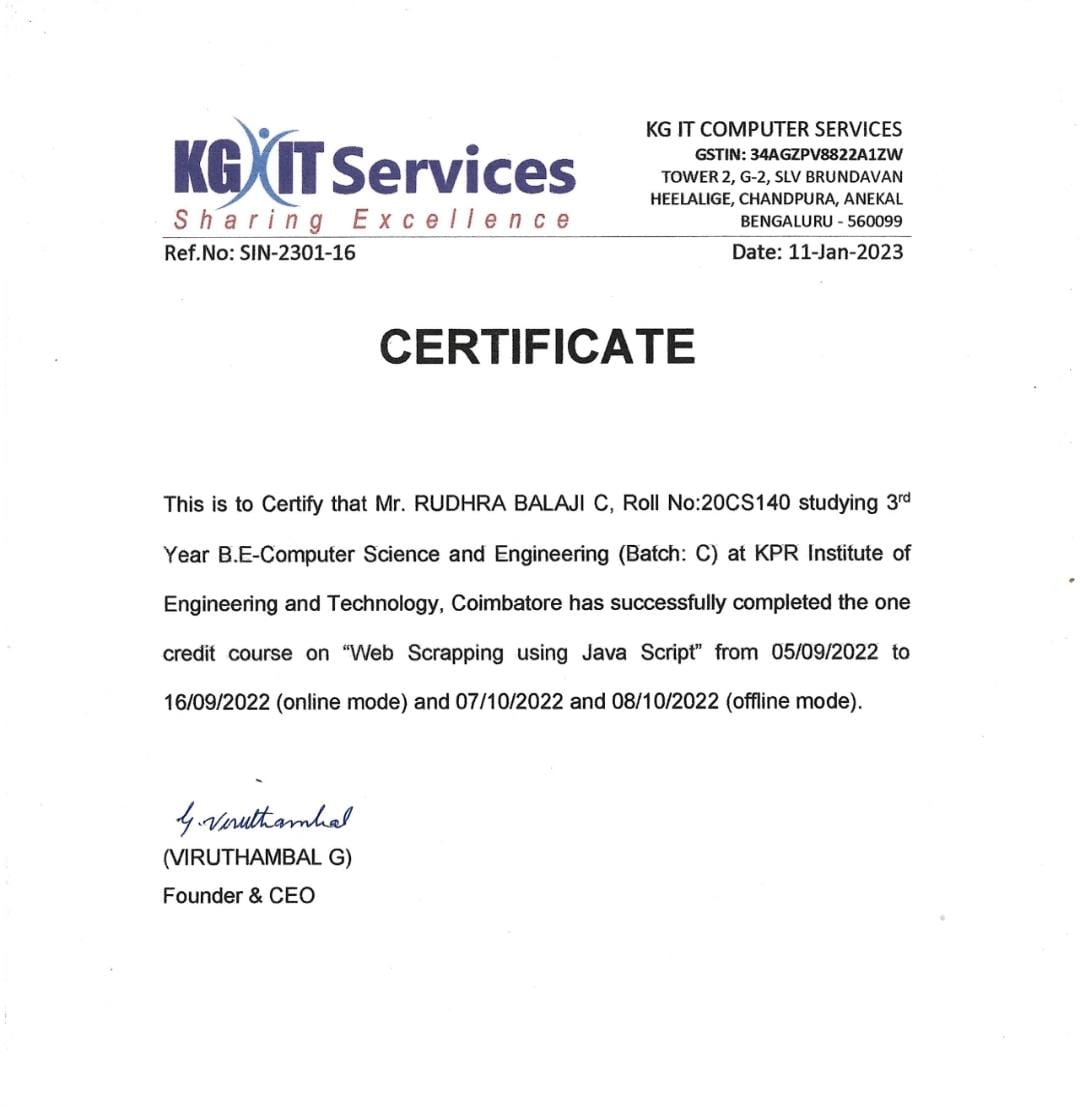 KG IT Services
Sharing Excellence
KG IT COMPUTER SERVICES
GSTIN: 34AGZPV8822A1ZW
TOWER 2, G-2, SLV BRUNDAVAN
HEELALIGE, CHANDPURA, ANEKAL
BENGALURU - 560099
Ref.No: SIN-2301-16
Date: 11-Jan-2023
CERTIFICATE
This is to Certify that Mr. RUDHRA BALAJI C, Roll No:20CS140 studying 3rd
Year B.E-Computer Science and Engineering (Batch: C) at KPR Institute of
Engineering and Technology, Coimbatore has successfully completed the one
credit course on “Web Scrapping using Java Script” from 05/09/2022 to
16/09/2022 (online mode) and 07/10/2022 and 08/10/2022 (offline mode).
G. Viruthambal
(VIRUTHAMBAL G)
Founder & CEO